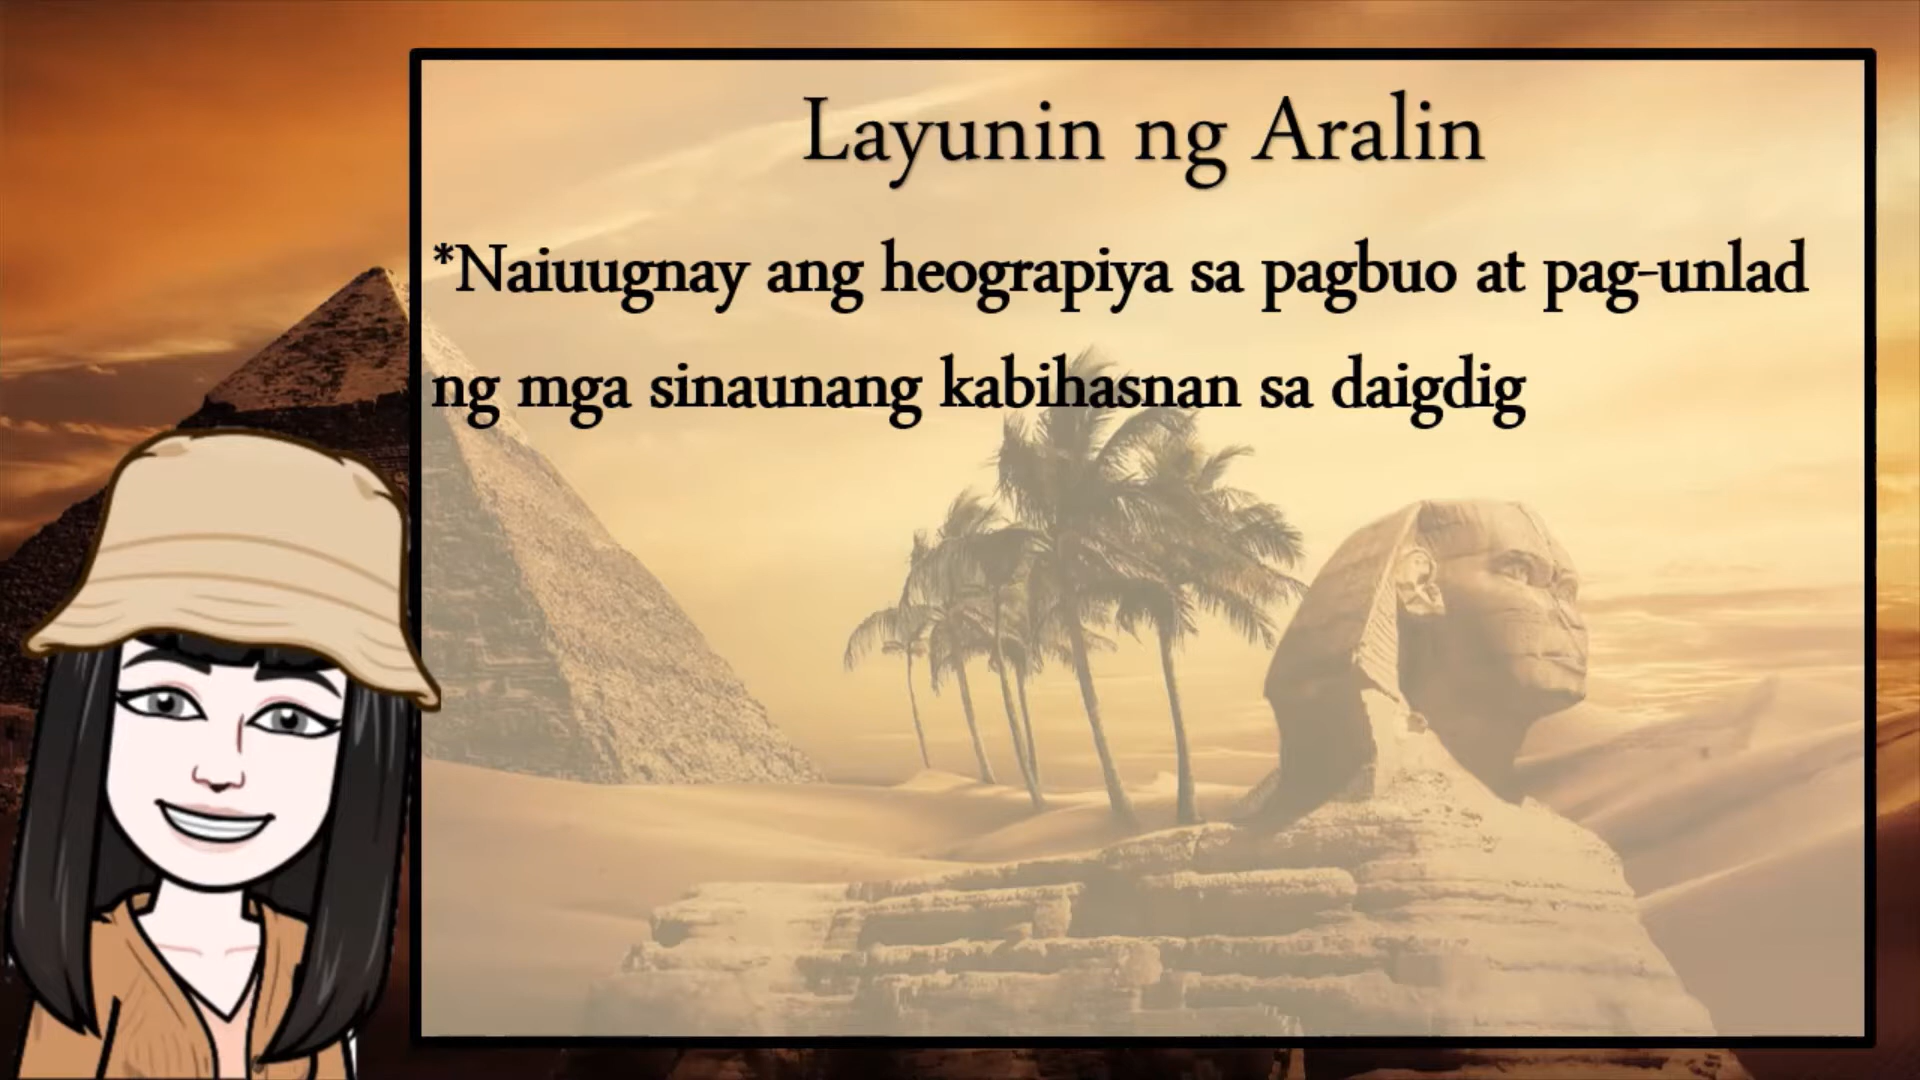 Layunin ng Aralin
*Naiuugnay ang heograpiya sa pagbuo at pag-unlad
ng mga sinaunang kabihasnan sa daigdig